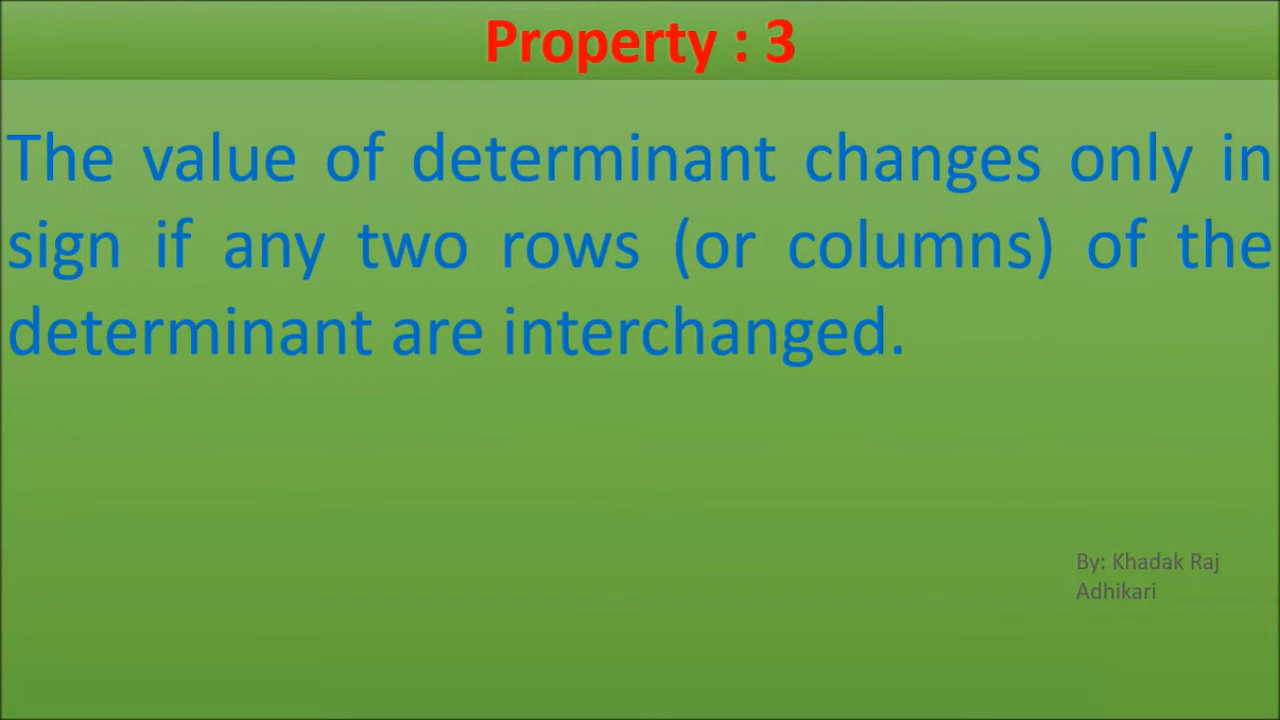 Property : 3
The value of determinant changes only in
sign if any two rows (or columns) of the
determinant are interchanged.
By: Khadak Raj
Adhikari